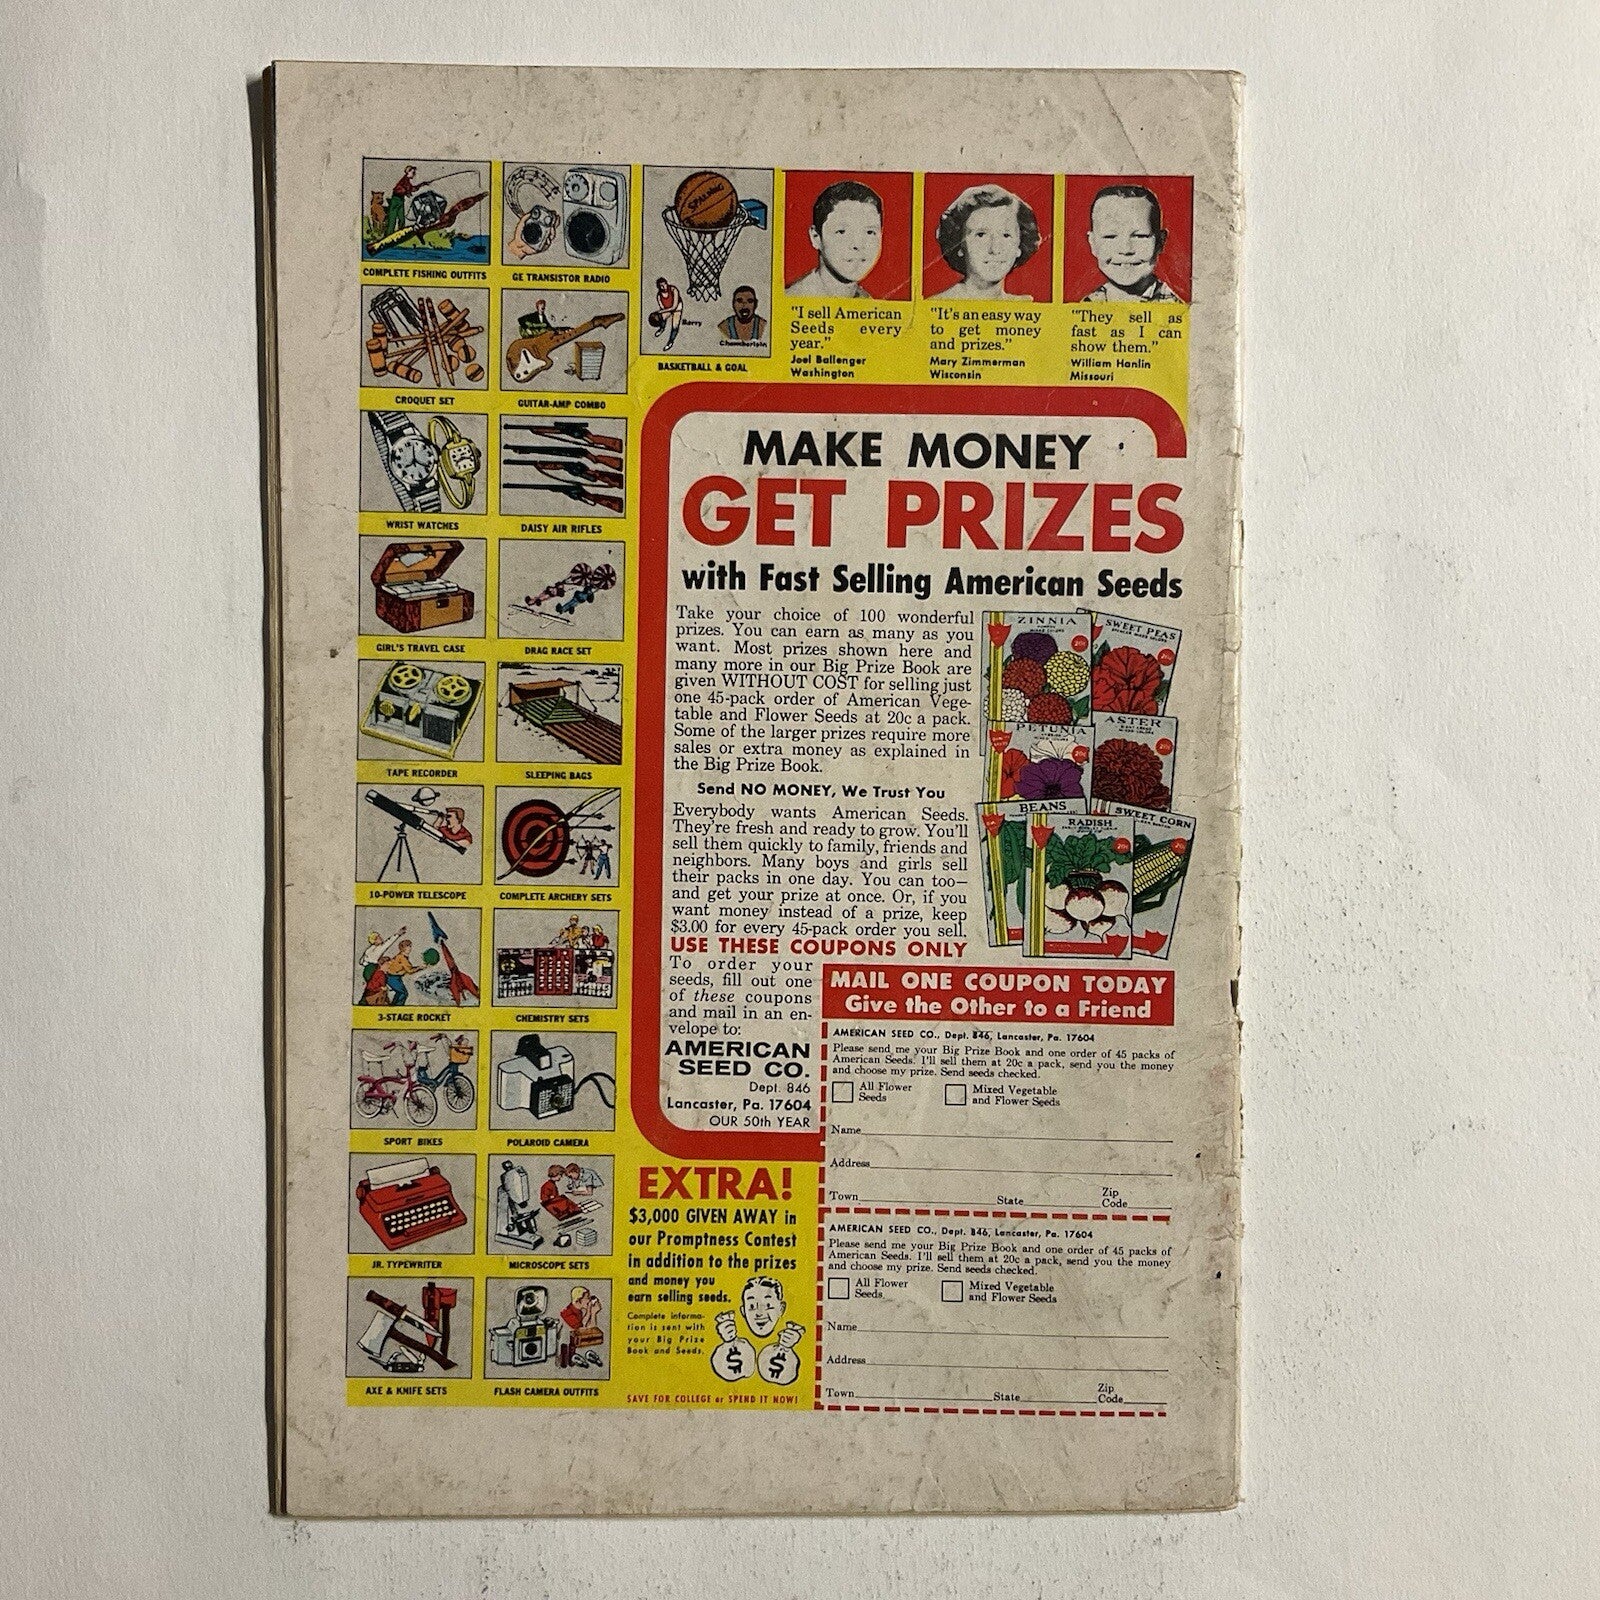 COMPLETE FISHING OUTFITS
GE TRANSISTOR RADIO
CROQUET SET
GUITAR-AMP COMBO
WRIST WATCHES
DAISY AIR RIFLES
GIRL'S TRAVEL CASE
DRAG RACE SET
TAPE RECORDER
SLEEPING BAGS
10-POWER TELESCOPE
COMPLETE ARCHERY SETS
3-STAGE ROCKET
CHEMISTRY SETS
SPORT BIKES
POLAROID CAMERA
JR. TYPEWRITER
MICROSCOPE SETS
AXE & KNIFE SETS
FLASH CAMERA OUTFITS
SPALDING
Barry
Chamberlain
BASKETBALL & GOAL
"I sell American
Seeds every
year."
Joel Ballenger
Washington
"It's an easy way
to get money
and prizes."
Mary Zimmerman
Wisconsin
"They sell as
fast as I can
show them."
William Hanlin
Missouri
MAKE MONEY
GET PRIZES
with Fast Selling American Seeds
Take your choice of 100 wonderful
prizes. You can earn as many as you
want. Most prizes shown here and
many more in our Big Prize Book are
given WITHOUT COST for selling just
one 45-pack order of American Vege-
table and Flower Seeds at 20c a pack.
Some of the larger prizes require more
sales or extra money as explained in
the Big Prize Book.
Send NO MONEY, We Trust You
Everybody wants American Seeds.
They're fresh and ready to grow. You'll
sell them quickly to family, friends and
neighbors. Many boys and girls sell
their packs in one day. You can too—
and get your prize at once. Or, if you
want money instead of a prize, keep
$3.00 for every 45-pack order you sell.
USE THESE COUPONS ONLY
To order your
seeds, fill out one
of these coupons
and mail in an en-
velope to:
AMERICAN
SEED CO.
Dept. 846
Lancaster, Pa. 17604
OUR 50th YEAR
ZINNIA
20c
SWEET PEAS
20c
PETUNIA
20c
ASTER
20c
BEANS
RADISH
20c
SWEET CORN
20c
MAIL ONE COUPON TODAY
Give the Other to a Friend
AMERICAN SEED CO., Dept. 846, Lancaster, Pa. 17604
Please send me your Big Prize Book and one order of 45 packs of
American Seeds. I'll sell them at 20c a pack, send you the money
and choose my prize. Send seeds checked.
All Flower
Seeds
Mixed Vegetable
and Flower Seeds
Name
Address
Town State Zip
Code
AMERICAN SEED CO., Dept. 846, Lancaster, Pa. 17604
Please send me your Big Prize Book and one order of 45 packs of
American Seeds. I'll sell them at 20c a pack, send you the money
and choose my prize. Send seeds checked.
All Flower
Seeds
Mixed Vegetable
and Flower Seeds
Name
Address
Town State Zip
Code
EXTRA!
$3,000 GIVEN AWAY in
our Promptness Contest
in addition to the prizes
and money you
earn selling seeds.
Complete informa-
tion is sent with
your Big Prize
Book and Seeds.
$ $
SAVE FOR COLLEGE or SPEND IT NOW!